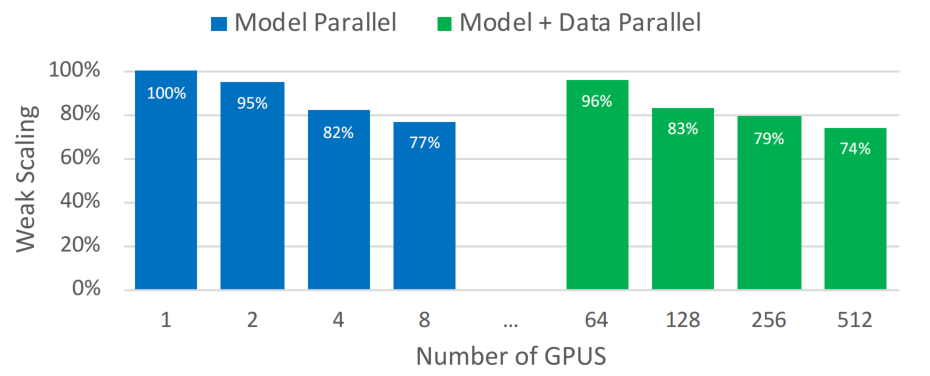 Model Parallel Model + Data Parallel
100%
80%
60%
40%
20%
0%
Weak Scaling
100% 95% 82% 77% 96% 83% 79% 74%
1 2 4 8 ... 64 128 256 512
Number of GPUS